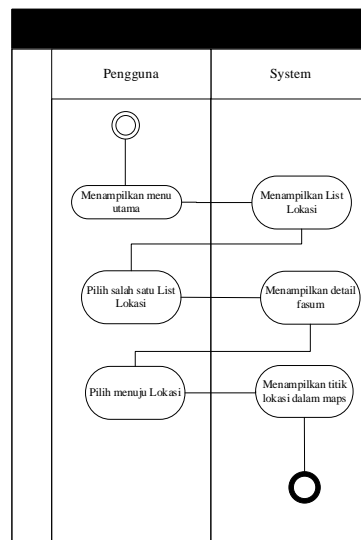 Pengguna
System
Menampilkan menu
utama
Menampilkan List
Lokasi
Pilih salah satu List
Lokasi
Menampilkan detail
fasum
Pilih menuju Lokasi
Menampilkan titik
lokasi dalam maps